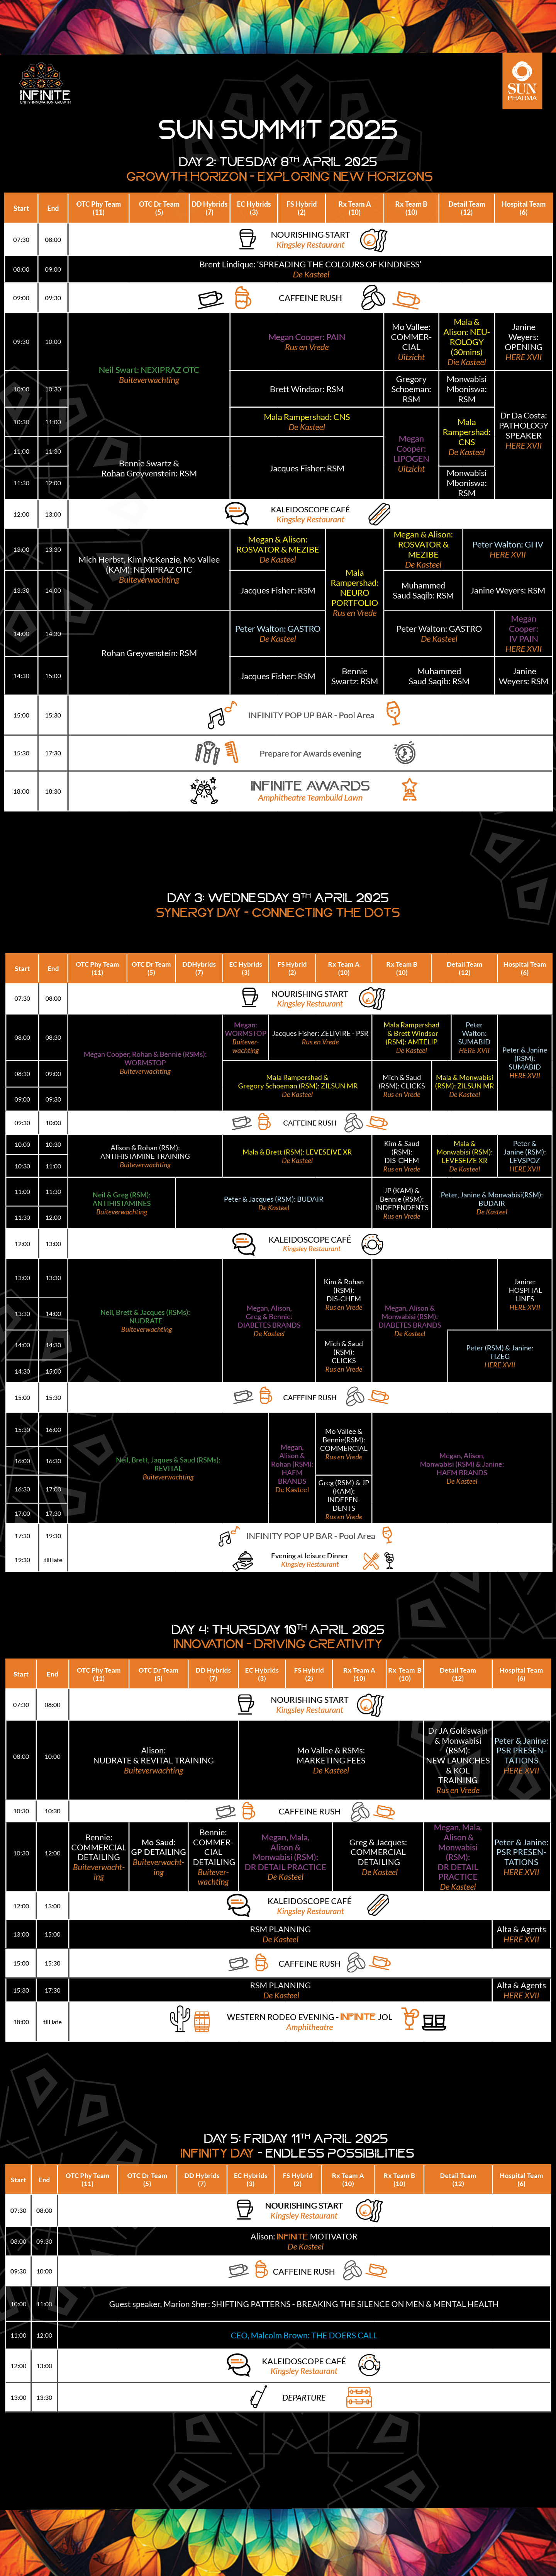 INFINITE
UNITY INNOVATION GROWTH
SUN
PHARMA
SUN SUMMIT 2025
DAY 2: TUESDAY 8TH APRIL 2025
GROWTH HORIZON - EXPLORING NEW HORIZONS
Start End OTC Phy Team (11) OTC Dr Team (5) DD Hybrids (7) EC Hybrids (3) FS Hybrid (2) Rx Team A (10) Rx Team B (10) Detail Team (12) Hospital Team (6)
07:30 08:00 NOURISHING START
Kingsley Restaurant
08:00 09:00 Brent Lindique: ‘SPREADING THE COLOURS OF KINDNESS’
De Kasteel
09:00 09:30 CAFFEINE RUSH
09:30 10:00
Neil Swart: NEXIPRAZ OTC
Buiteverwachting
Megan Cooper: PAIN
Rus en Vrede
Mo Vallee:
COMMER-
CIAL
Uitzicht
Mala &
Alison: NEU-
ROLOGY
(30mins)
Die Kasteel
Janine
Weyers:
OPENING
HERE XVII
10:00 10:30
Brett Windsor: RSM
Gregory
Schoeman:
RSM
Monwabisi
Mboniswa:
RSM
Dr Da Costa:
PATHOLOGY
SPEAKER
HERE XVII
10:30 11:00
Mala Rampershad: CNS
De Kasteel
Megan
Cooper:
LIPOGEN
Uitzicht
Mala
Rampershad:
CNS
De Kasteel
11:00 11:30
Bennie Swartz &
Rohan Greyvenstein: RSM
Jacques Fisher: RSM
11:30 12:00
Monwabisi
Mboniswa:
RSM
12:00 13:00 KALEIDOSCOPE CAFÉ
Kingsley Restaurant
13:00 13:30
Mich Herbst, Kim McKenzie, Mo Vallee
(KAM): NEXIPRAZ OTC
Buiteverwachting
Megan & Alison:
ROSVATOR & MEZIBE
De Kasteel
Mala
Rampershad:
NEURO
PORTFOLIO
Rus en Vrede
Megan & Alison:
ROSVATOR &
MEZIBE
De Kasteel
Peter Walton: GI IV
HERE XVII
13:30 14:00
Jacques Fisher: RSM
Muhammed
Saud Saqib: RSM
Janine Weyers: RSM
14:00 14:30
Rohan Greyvenstein: RSM
Peter Walton: GASTRO
De Kasteel
Peter Walton: GASTRO
De Kasteel
Megan
Cooper:
IV PAIN
HERE XVII
14:30 15:00
Jacques Fisher: RSM
Bennie
Swartz: RSM
Muhammed
Saud Saqib: RSM
Janine
Weyers: RSM
15:00 15:30 INFINITY POP UP BAR - Pool Area
15:30 17:30 Prepare for Awards evening
18:00 18:30 INFINITE AWARDS
Amphitheatre Teambuild Lawn
DAY 3: WEDNESDAY 9TH APRIL 2025
SYNERGY DAY - CONNECTING THE DOTS
Start End OTC Phy Team (11) OTC Dr Team (5) DDHybrids (7) EC Hybrids (3) FS Hybrid (2) Rx Team A (10) Rx Team B (10) Detail Team (12) Hospital Team (6)
07:30 08:00 NOURISHING START
Kingsley Restaurant
08:00 08:30
Megan Cooper, Rohan & Bennie (RSMs):
WORMSTOP
Buiteverwachting
Megan:
WORMSTOP
Buitever-
wachting
Jacques Fisher: ZELIVIRE - PSR
Rus en Vrede
Mala Rampershad
& Brett Windsor
(RSM): AMTELIP
De Kasteel
Peter
Walton:
SUMABID
HERE XVII
Peter & Janine
(RSM):
SUMABID
HERE XVII
08:30 09:00
Mala Rampershad &
Gregory Schoeman (RSM): ZILSUN MR
De Kasteel
Mich & Saud
(RSM): CLICKS
Rus en Vrede
Mala & Monwabisi
(RSM): ZILSUN MR
De Kasteel
09:00 09:30
09:30 10:00 CAFFEINE RUSH
10:00 10:30
Alison & Rohan (RSM):
ANTIHISTAMINE TRAINING
Buiteverwachting
Mala & Brett (RSM): LEVESEIVE XR
De Kasteel
Kim & Saud
(RSM):
DIS-CHEM
Rus en Vrede
Mala &
Monwabisi (RSM):
LEVESEIZE XR
De Kasteel
Peter &
Janine (RSM):
LEVSPOZ
HERE XVII
10:30 11:00
11:00 11:30
Neil & Greg (RSM):
ANTIHISTAMINES
Buiteverwachting
Peter & Jacques (RSM): BUDAIR
De Kasteel
JP (KAM) &
Bennie (RSM):
INDEPENDENTS
Rus en Vrede
Peter, Janine & Monwabisi(RSM):
BUDAIR
De Kasteel
11:30 12:00
12:00 13:00 KALEIDOSCOPE CAFÉ
- Kingsley Restaurant
13:00 13:30
Neil, Brett & Jacques (RSMs):
NUDRATE
Buiteverwachting
Megan, Alison,
Greg & Bennie:
DIABETES BRANDS
De Kasteel
Kim & Rohan
(RSM):
DIS-CHEM
Rus en Vrede
Megan, Alison &
Monwabisi (RSM):
DIABETES BRANDS
De Kasteel
Janine:
HOSPITAL
LINES
HERE XVII
13:30 14:00
14:00 14:30
Mich & Saud
(RSM):
CLICKS
Rus en Vrede
Peter (RSM) & Janine:
TIZEG
HERE XVII
14:30 15:00
15:00 15:30 CAFFEINE RUSH
15:30 16:00
Neil, Brett, Jaques & Saud (RSMs):
REVITAL
Buiteverwachting
Megan,
Alison &
Rohan (RSM):
HAEM
BRANDS
De Kasteel
Mo Vallee &
Bennie(RSM):
COMMERCIAL
Rus en Vrede
Megan, Alison,
Monwabisi (RSM) & Janine:
HAEM BRANDS
De Kasteel
16:00 16:30
16:30 17:00
Greg (RSM) & JP
(KAM):
INDEPEN-
DENTS
Rus en Vrede
17:00 17:30
17:30 19:30 INFINITY POP UP BAR - Pool Area
19:30 till late Evening at leisure Dinner
Kingsley Restaurant
DAY 4: THURSDAY 10TH APRIL 2025
INNOVATION - DRIVING CREATIVITY
Start End OTC Phy Team (11) OTC Dr Team (5) DD Hybrids (7) EC Hybrids (3) FS Hybrid (2) Rx Team A (10) Rx Team B (10) Detail Team (12) Hospital Team (6)
07:30 08:00 NOURISHING START
Kingsley Restaurant
08:00 10:00
Alison:
NUDRATE & REVITAL TRAINING
Buiteverwachting
Mo Vallee & RSMs:
MARKETING FEES
De Kasteel
Dr JA Goldswain
& Monwabisi
(RSM):
NEW LAUNCHES
& KOL
TRAINING
Rus en Vrede
Peter & Janine:
PSR PRESEN-
TATIONS
HERE XVII
10:30 10:30 CAFFEINE RUSH
10:30 12:00
Bennie:
COMMERCIAL
DETAILING
Buiteverwacht-
ing
Mo Saud:
GP DETAILING
Buiteverwacht-
ing
Bennie:
COMMER-
CIAL
DETAILING
Buitever-
wachting
Megan, Mala,
Alison &
Monwabisi (RSM):
DR DETAIL PRACTICE
De Kasteel
Greg & Jacques:
COMMERCIAL
DETAILING
De Kasteel
Megan, Mala,
Alison &
Monwabisi
(RSM):
DR DETAIL
PRACTICE
De Kasteel
Peter & Janine:
PSR PRESEN-
TATIONS
HERE XVII
12:00 13:00 KALEIDOSCOPE CAFÉ
Kingsley Restaurant
13:00 15:00 RSM PLANNING
De Kasteel
Alta & Agents
HERE XVII
15:00 15:30 CAFFEINE RUSH
15:30 17:30 RSM PLANNING
De Kasteel
Alta & Agents
HERE XVII
18:00 till late WESTERN RODEO EVENING - INFINITE JOL
Amphitheatre
DAY 5: FRIDAY 11TH APRIL 2025
INFINITY DAY - ENDLESS POSSIBILITIES
Start End OTC Phy Team (11) OTC Dr Team (5) DD Hybrids (7) EC Hybrids (3) FS Hybrid (2) Rx Team A (10) Rx Team B (10) Detail Team (12) Hospital Team (6)
07:30 08:00 NOURISHING START
Kingsley Restaurant
08:00 09:30 Alison: INFINITE MOTIVATOR
De Kasteel
09:30 10:00 CAFFEINE RUSH
10:00 11:00 Guest speaker, Marion Sher: SHIFTING PATTERNS - BREAKING THE SILENCE ON MEN & MENTAL HEALTH
11:00 12:00 CEO, Malcolm Brown: THE DOERS CALL
12:00 13:00 KALEIDOSCOPE CAFÉ
Kingsley Restaurant
13:00 13:30 DEPARTURE